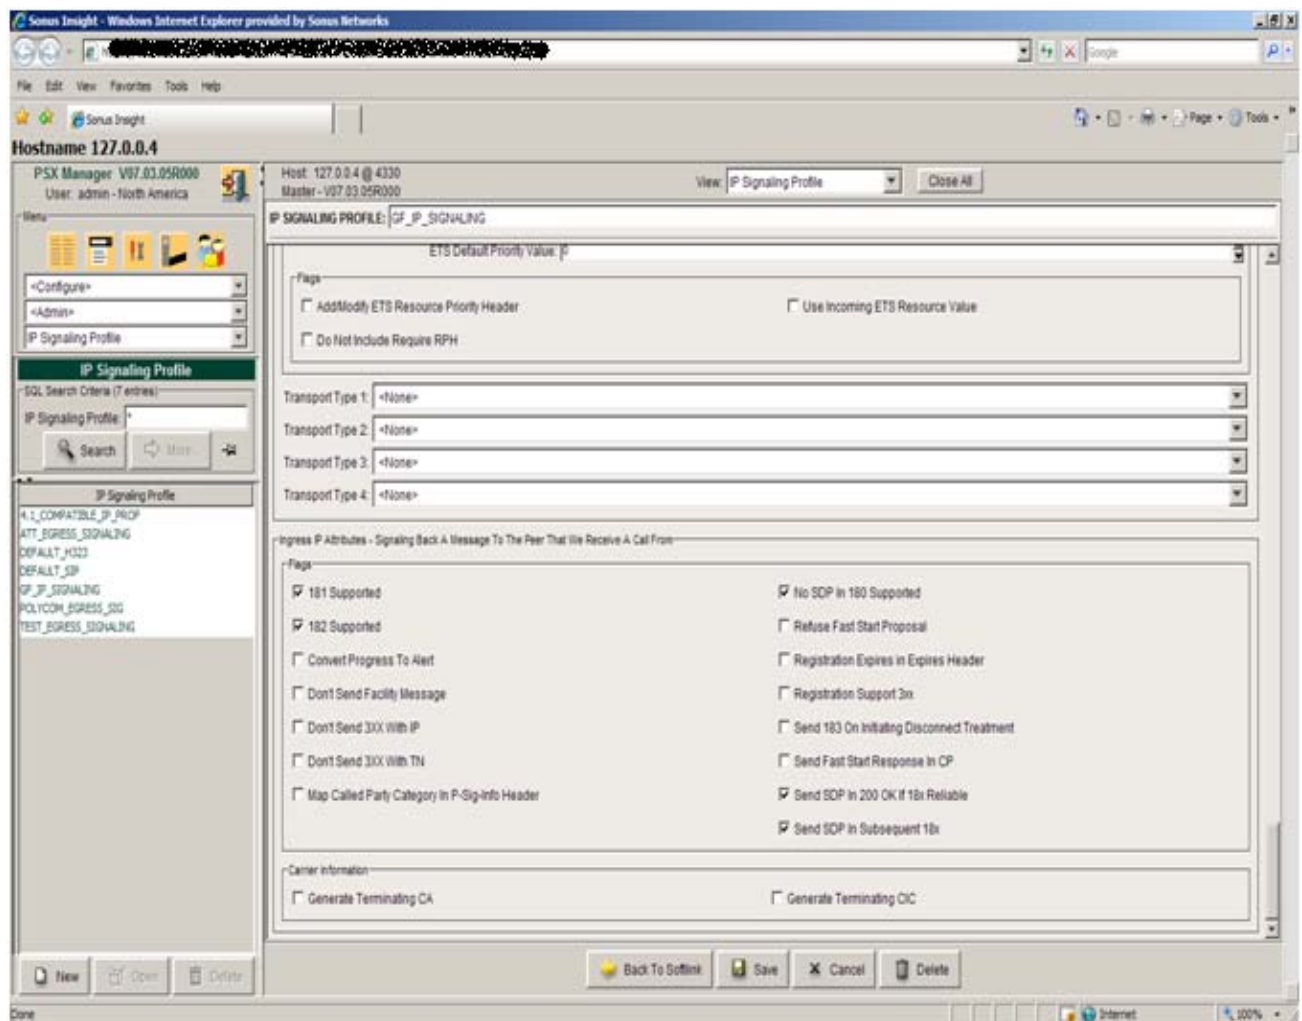 Sonus Insight - Windows Internet Explorer provided by Sonus Networks
Google
File Edit View Favorites Tools Help
Sonus Insight
Page Tools
Hostname 127.0.0.4
PSX Manager V07.03.05R000
User: admin - North America
Host: 127.0.0.4 @ 4330
Master - V07.03.05R000
View: IP Signaling Profile
Close All
Menu
<Configure>
<Admin>
IP Signaling Profile
IP Signaling Profile
SQL Search Criteria (7 entries)
IP Signaling Profile: *
Search
More...
IP Signaling Profile
4.1_COMPATIBLE_IP_PROF
ATT_EGRESS_SIGNALING
DEFAULT_H323
DEFAULT_SIP
GF_IP_SIGNALING
POLYCOM_EGRESS_SIG
TEST_EGRESS_SIGNALING
New
Open
Delete
IP SIGNALING PROFILE: GF_IP_SIGNALING
ETS Default Priority Value: 0
Flags
Add/Modify ETS Resource Priority Header
Use Incoming ETS Resource Value
Do Not Include Require RPH
Transport Type 1: <None>
Transport Type 2: <None>
Transport Type 3: <None>
Transport Type 4: <None>
Ingress IP Attributes - Signaling Back A Message To The Peer That We Receive A Call From
Flags
181 Supported
No SDP In 180 Supported
182 Supported
Refuse Fast Start Proposal
Convert Progress To Alert
Registration Expires in Expires Header
Don't Send Facility Message
Registration Support 3xx
Don't Send 3XX With IP
Send 183 On Initiating Disconnect Treatment
Don't Send 3XX With TN
Send Fast Start Response In CP
Map Called Party Category In P-Sig-Info Header
Send SDP In 200 OK If 18x Reliable
Send SDP In Subsequent 18x
Carrier Information
Generate Terminating CA
Generate Terminating CIC
Back To Softlink
Save
Cancel
Delete
Done
Internet
100%